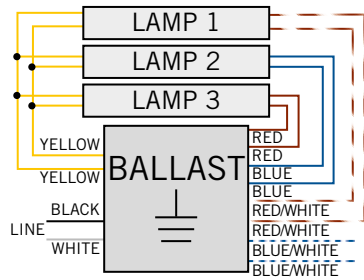 LAMP 1
LAMP 2
LAMP 3
YELLOW
YELLOW
BLACK
LINE
WHITE
BALLAST
RED
RED
BLUE
BLUE
RED/WHITE
RED/WHITE
BLUE/WHITE
BLUE/WHITE